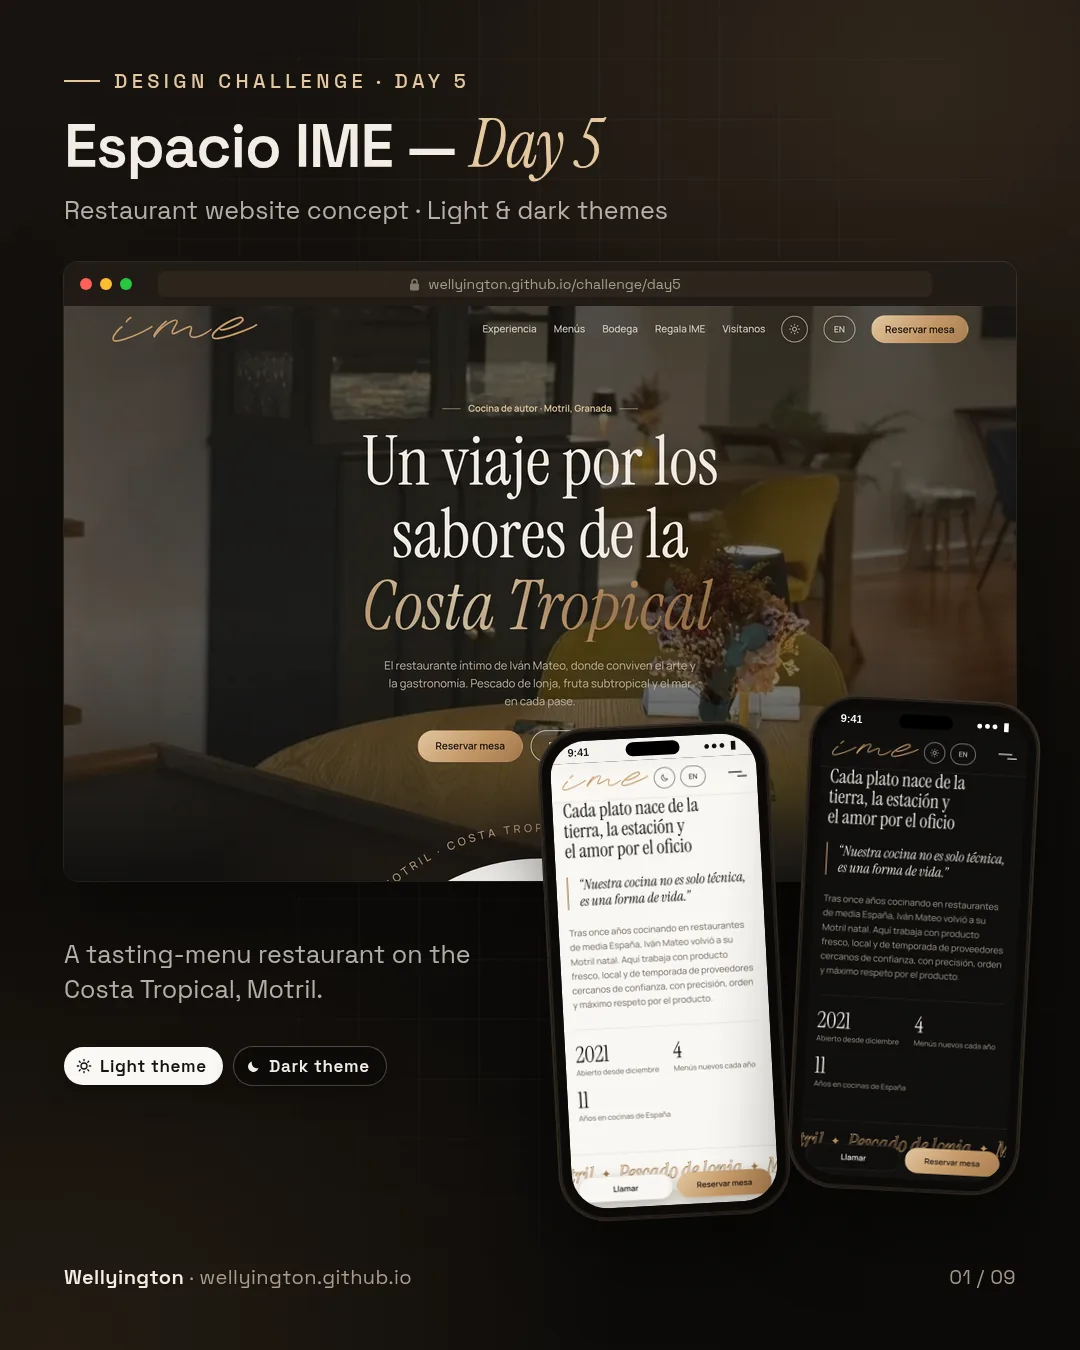 DESIGN CHALLENGE · DAY 5
Espacio IME — Day 5
Restaurant website concept · Light & dark themes
wellyington.github.io/challenge/day5
ime
Experiencia Menús Bodega Regala IME Visítanos EN Reservar mesa
Cocina de autor · Motril, Granada
Un viaje por los
sabores de la
Costa Tropical
El restaurante íntimo de Iván Mateo, donde conviven el arte y
la gastronomía. Pescado de lonja, fruta subtropical y el mar
en cada pase.
Reservar mesa
OTRIL · COSTA TROP
9:41
ime EN
Cada plato nace de la
tierra, la estación y
el amor por el oficio
“Nuestra cocina no es solo técnica,
es una forma de vida.”
Tras once años cocinando en restaurantes
de media España, Iván Mateo volvió a su
Motril natal. Aquí trabaja con producto
fresco, local y de temporada de proveedores
cercanos de confianza, con precisión, orden
y máximo respeto por el producto.
2021 4
Abierto desde diciembre Menús nuevos cada año
11
Años en cocinas de España
tril ✦ Pescado de lonja ✦ M
Llamar Reservar mesa
9:41
ime EN
Cada plato nace de la
tierra, la estación y
el amor por el oficio
“Nuestra cocina no es solo técnica,
es una forma de vida.”
Tras once años cocinando en restaurantes
de media España, Iván Mateo volvió a su
Motril natal. Aquí trabaja con producto
fresco, local y de temporada de proveedores
cercanos de confianza, con precisión, orden
y máximo respeto por el producto.
2021 4
Abierto desde diciembre Menús nuevos cada año
11
Años en cocinas de España
tril ✦ Pescado de lonja ✦ M
Llamar Reservar mesa
A tasting-menu restaurant on the
Costa Tropical, Motril.
Light theme Dark theme
Wellyington · wellyington.github.io
01 / 09